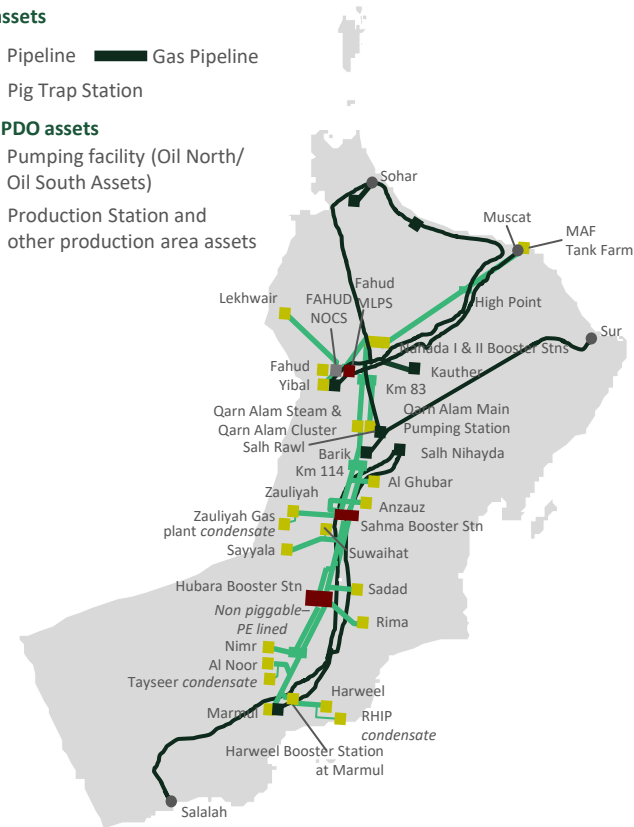 assets
Pipeline
Gas Pipeline
Pig Trap Station
PDO assets
Pumping facility (Oil North/
Oil South Assets)
Production Station and
other production area assets
Sohar
Muscat
MAF
Tank Farm
Lekhwair
FAHUD
NOCS
Fahud
MLPS
High Point
Sur
Nahada I & II Booster Stns
Fahud
Yibal
Kauther
Km 83
Qarn Alam Steam &
Qarn Alam Cluster
Salh Rawl
Qarn Alam Main
Pumping Station
Barik
Salh Nihayda
Km 114
Al Ghubar
Zauliyah
Anzauz
Zauliyah Gas
plant condensate
Sahma Booster Stn
Sayyala
Suwaihat
Hubara Booster Stn
Sadad
Non piggable–
PE lined
Rima
Nimr
Al Noor
Tayseer condensate
Harweel
Marmul
RHIP
condensate
Harweel Booster Station
at Marmul
Salalah